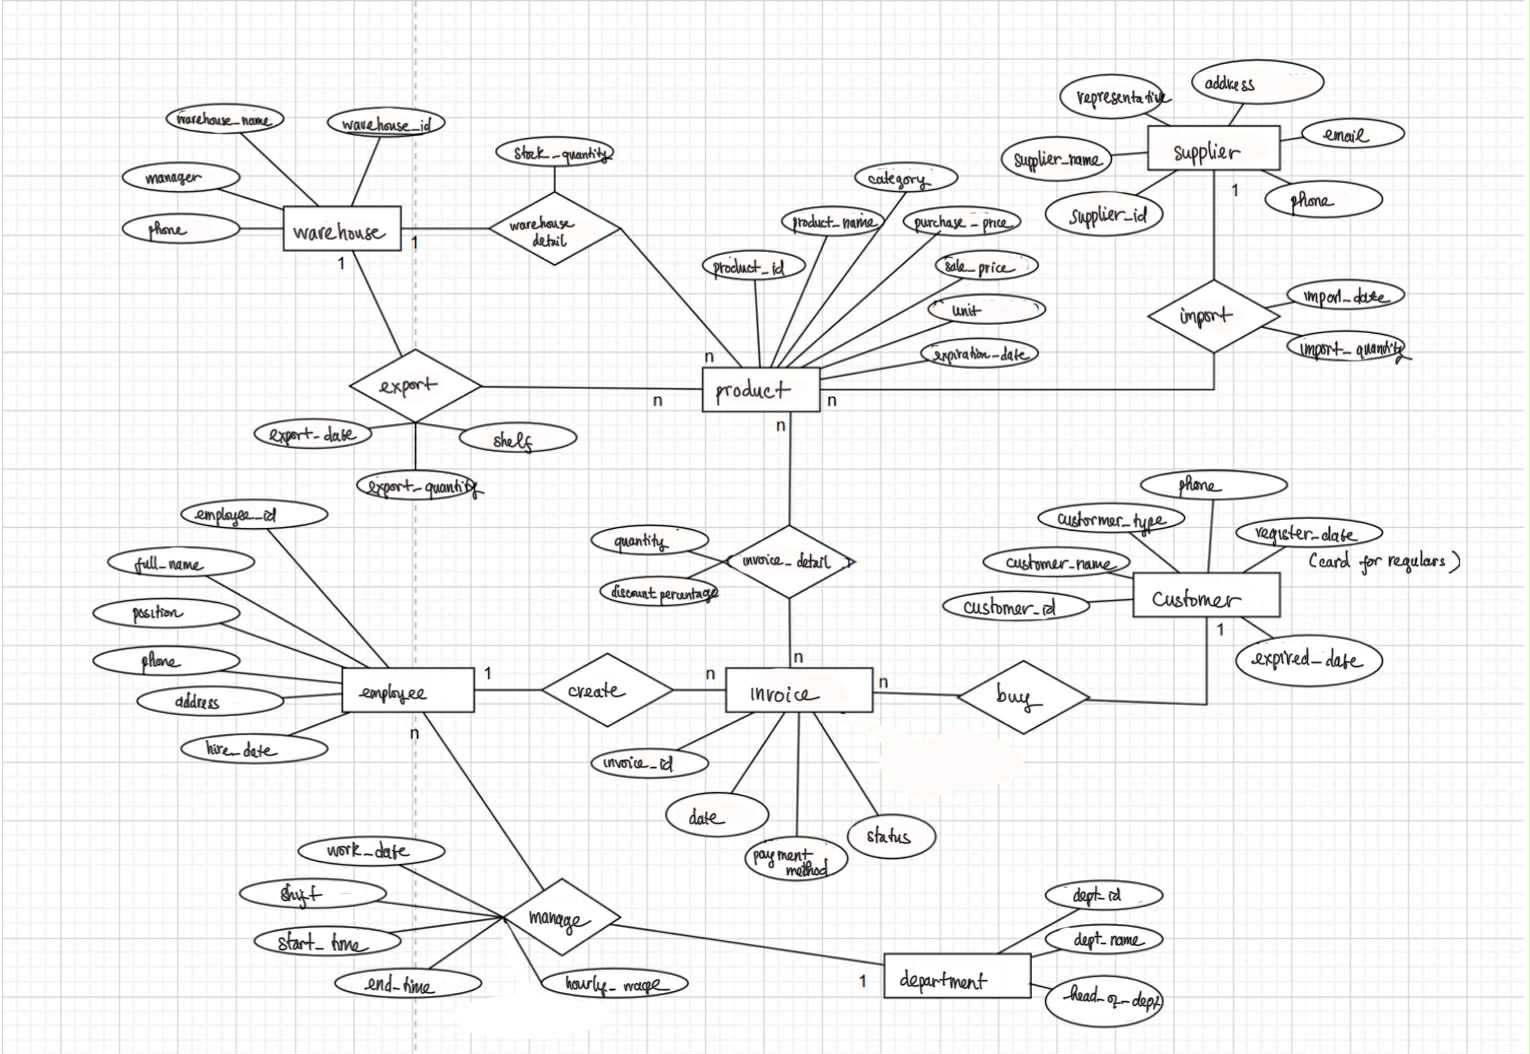 warehouse_name
warehouse_id
manager
phone
warehouse
1
1
stock_quantity
warehouse
detail
category
product_name
purchase_price
product_id
sale_price
unit
expiration_date
n
product
n
n
n
representative
address
supplier_name
supplier
email
supplier_id
1
phone
import
import_date
import_quantity
export
export_date
shelf
export_quantity
employee_id
full_name
position
phone
address
hire_date
employee
1
n
create
n
quantity
discount percentage
invoice_detail
n
invoice
n
invoice_id
date
payment
method
status
buy
phone
custormer_type
register_date
(card for regulars)
customer_name
customer_id
customer
1
expired_date
work_date
shift
start_time
end_time
hourly_wage
manage
1
department
dept_id
dept_name
head_of_dept